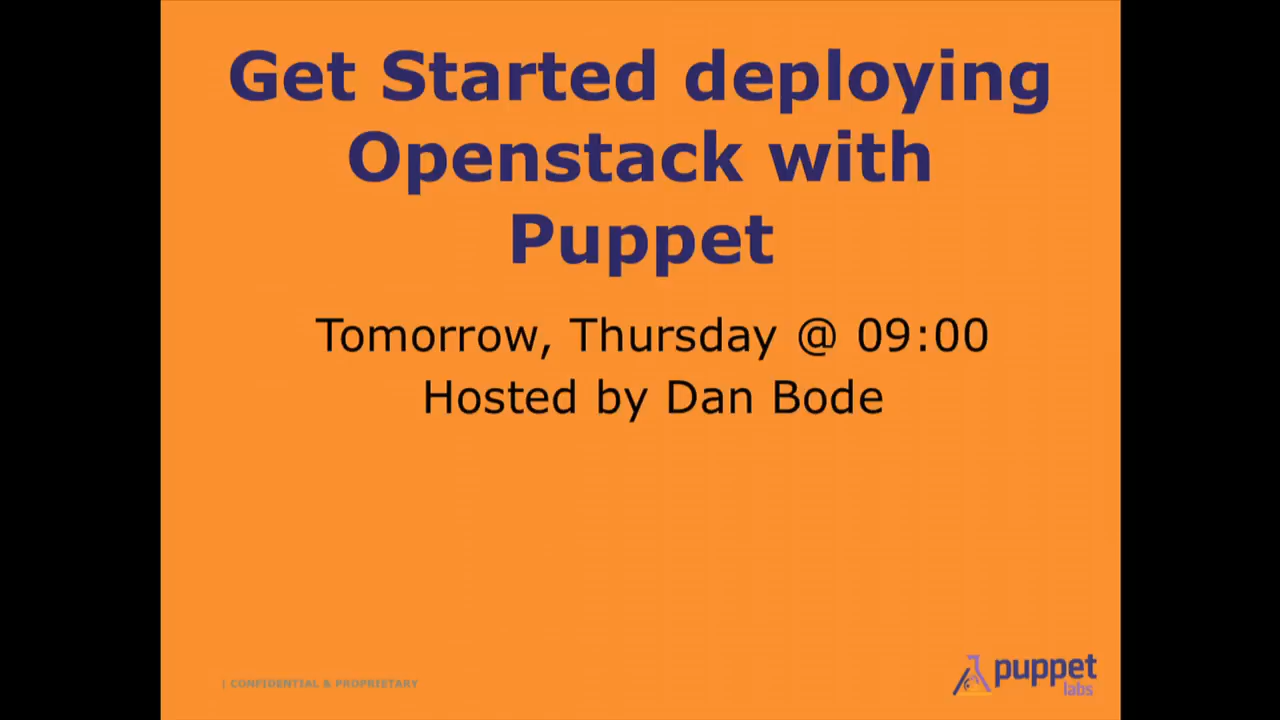 Get Started deploying
Openstack with
Puppet
Tomorrow, Thursday @ 09:00
Hosted by Dan Bode
| CONFIDENTIAL & PROPRIETARY
puppet
labs